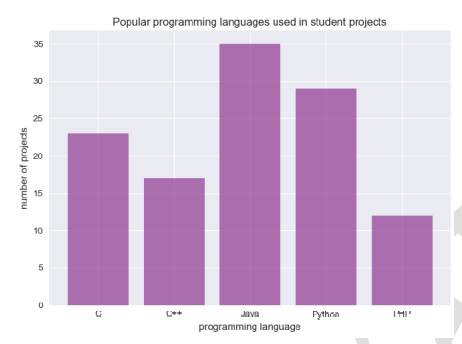 Popular programming languages used in student projects
number of projects
35
30
25
20
15
10
5
0
C C++ Java Python PHP
programming language